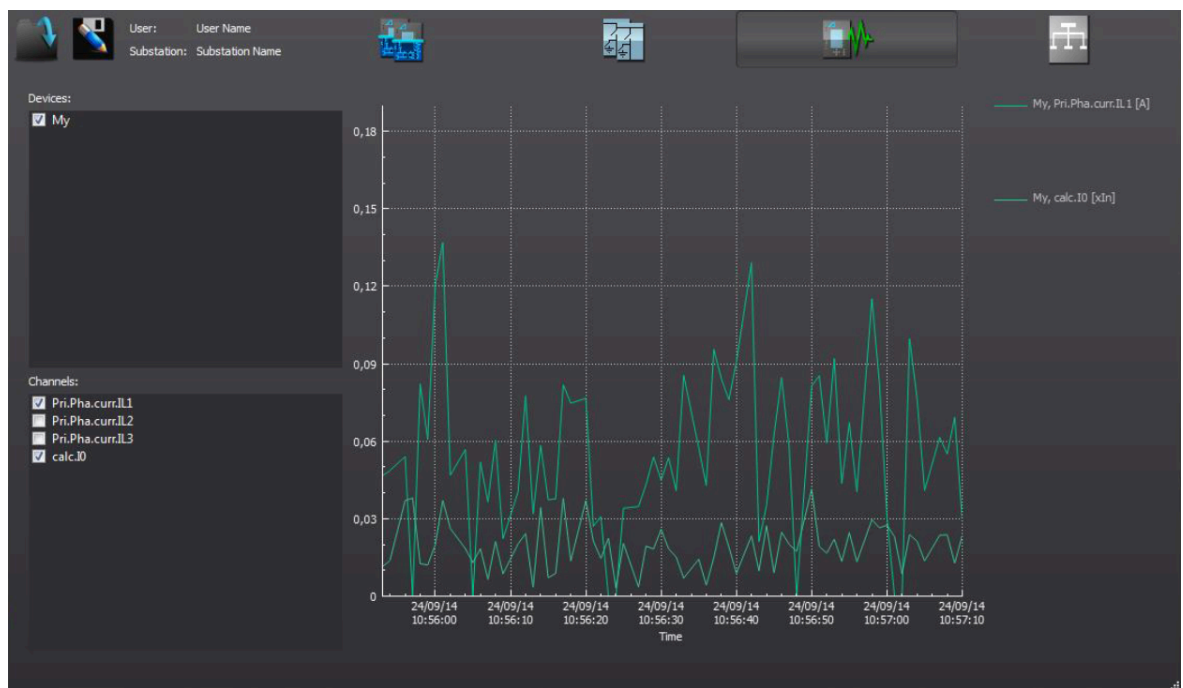 User: User Name
Substation: Substation Name
Devices:
My
Channels:
Pri.Pha.curr.IL1
Pri.Pha.curr.IL2
Pri.Pha.curr.IL3
calc.I0
0,18
0,15
0,12
0,09
0,06
0,03
0
24/09/14 24/09/14 24/09/14 24/09/14 24/09/14 24/09/14 24/09/14 24/09/14
10:56:00 10:56:10 10:56:20 10:56:30 10:56:40 10:56:50 10:57:00 10:57:10
Time
My, Pri.Pha.curr.IL1 [A]
My, calc.I0 [xIn]